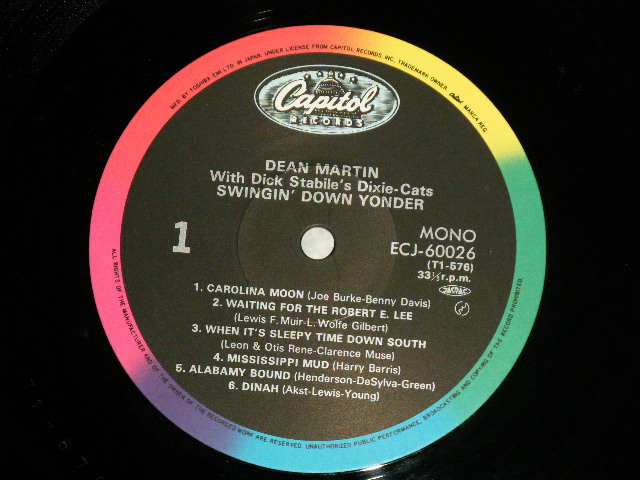 MFD. BY TOSHIBA-EMI LTD. IN JAPAN. UNDER LICENSE FROM CAPITOL RECORDS, INC., TRADEMARK OWNER. Capitol MARCA REG.
Capitol
RECORDS
DEAN MARTIN
With Dick Stabile's Dixie-Cats
SWINGIN' DOWN YONDER
1
MONO
ECJ-60026
(T1-576)
33⅓r.p.m.
1. CAROLINA MOON (Joe Burke-Benny Davis)
2. WAITING FOR THE ROBERT E. LEE
(Lewis F. Muir-L. Wolfe Gilbert)
3. WHEN IT'S SLEEPY TIME DOWN SOUTH
(Leon & Otis Rene-Clarence Muse)
4. MISSISSIPPI MUD (Harry Barris)
5. ALABAMY BOUND (Henderson-DeSylva-Green)
6. DINAH (Akst-Lewis-Young)
ALL RIGHTS OF THE MANUFACTURER AND OF THE OWNER OF THE RECORDED WORK ARE RESERVED. UNAUTHORIZED PUBLIC PERFORMANCE, BROADCASTING AND COPYING OF THE RECORD PROHIBITED.